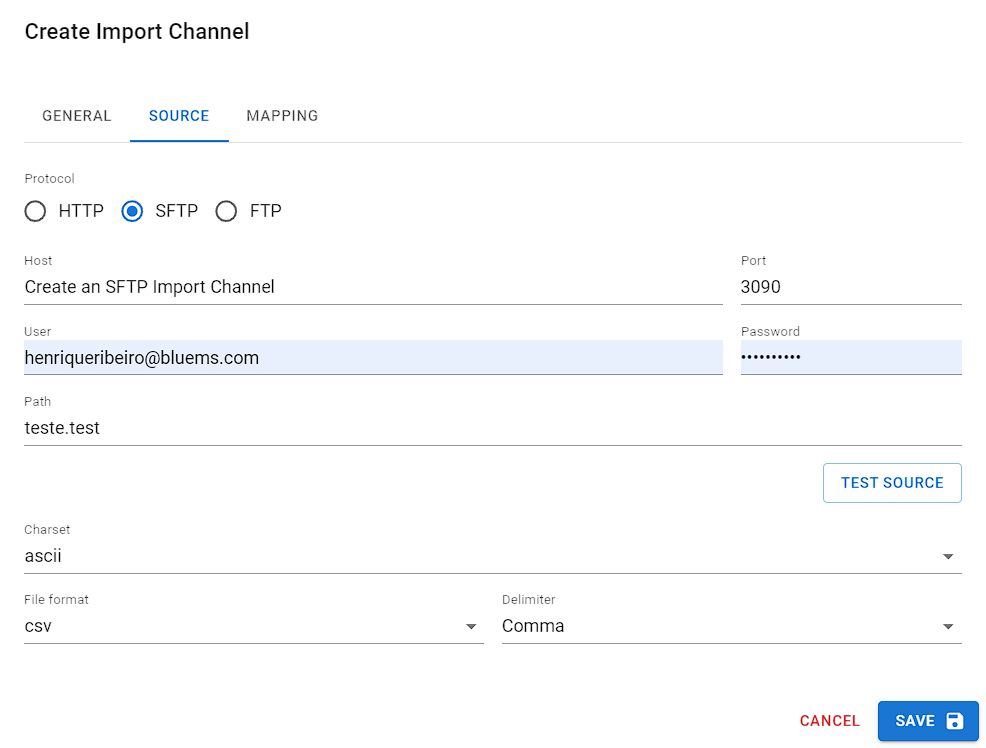 Create Import Channel
GENERAL SOURCE MAPPING
Protocol
HTTP SFTP FTP
Host Port
Create an SFTP Import Channel 3090
User Password
henriqueribeiro@bluems.com ••••••••••
Path
teste.test
TEST SOURCE
Charset
ascii
File format Delimiter
csv Comma
CANCEL SAVE